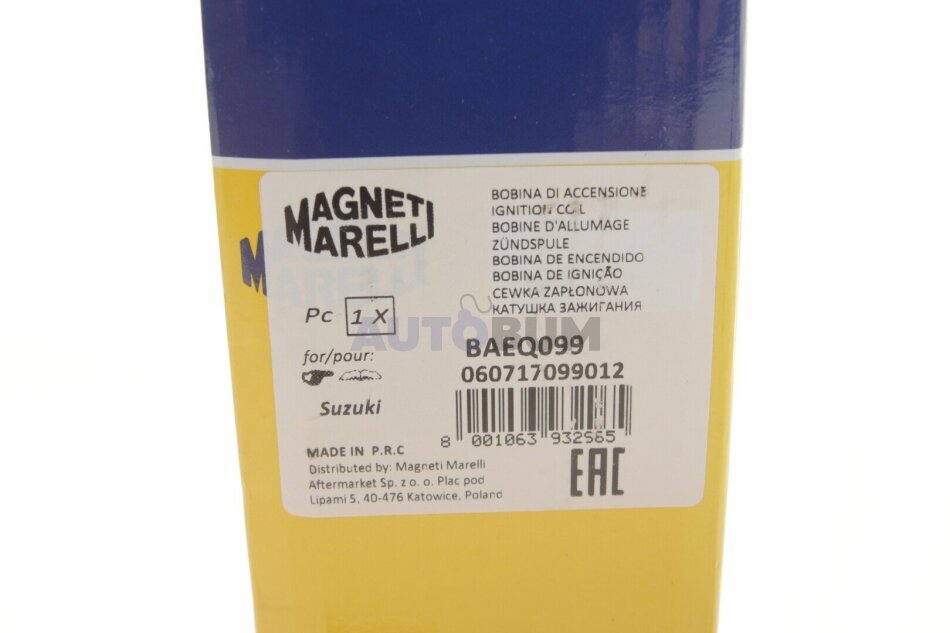 MAGNETI
MARELLI
BOBINA DI ACCENSIONE
IGNITION COIL
BOBINE D'ALLUMAGE
ZÜNDSPULE
BOBINA DE ENCENDIDO
BOBINA DE IGNIÇÃO
CEWKA ZAPŁONOWA
КАТУШКА ЗАЖИГАНИЯ
Pc 1 X
AUTOBUM
for/pour:
BAEQ099
060717099012
Suzuki
8 001063 932565
MADE IN P.R.C
Distributed by: Magneti Marelli
Aftermarket Sp. z o. o. Plac pod
Lipami 5, 40-476 Katowice, Poland
EAC